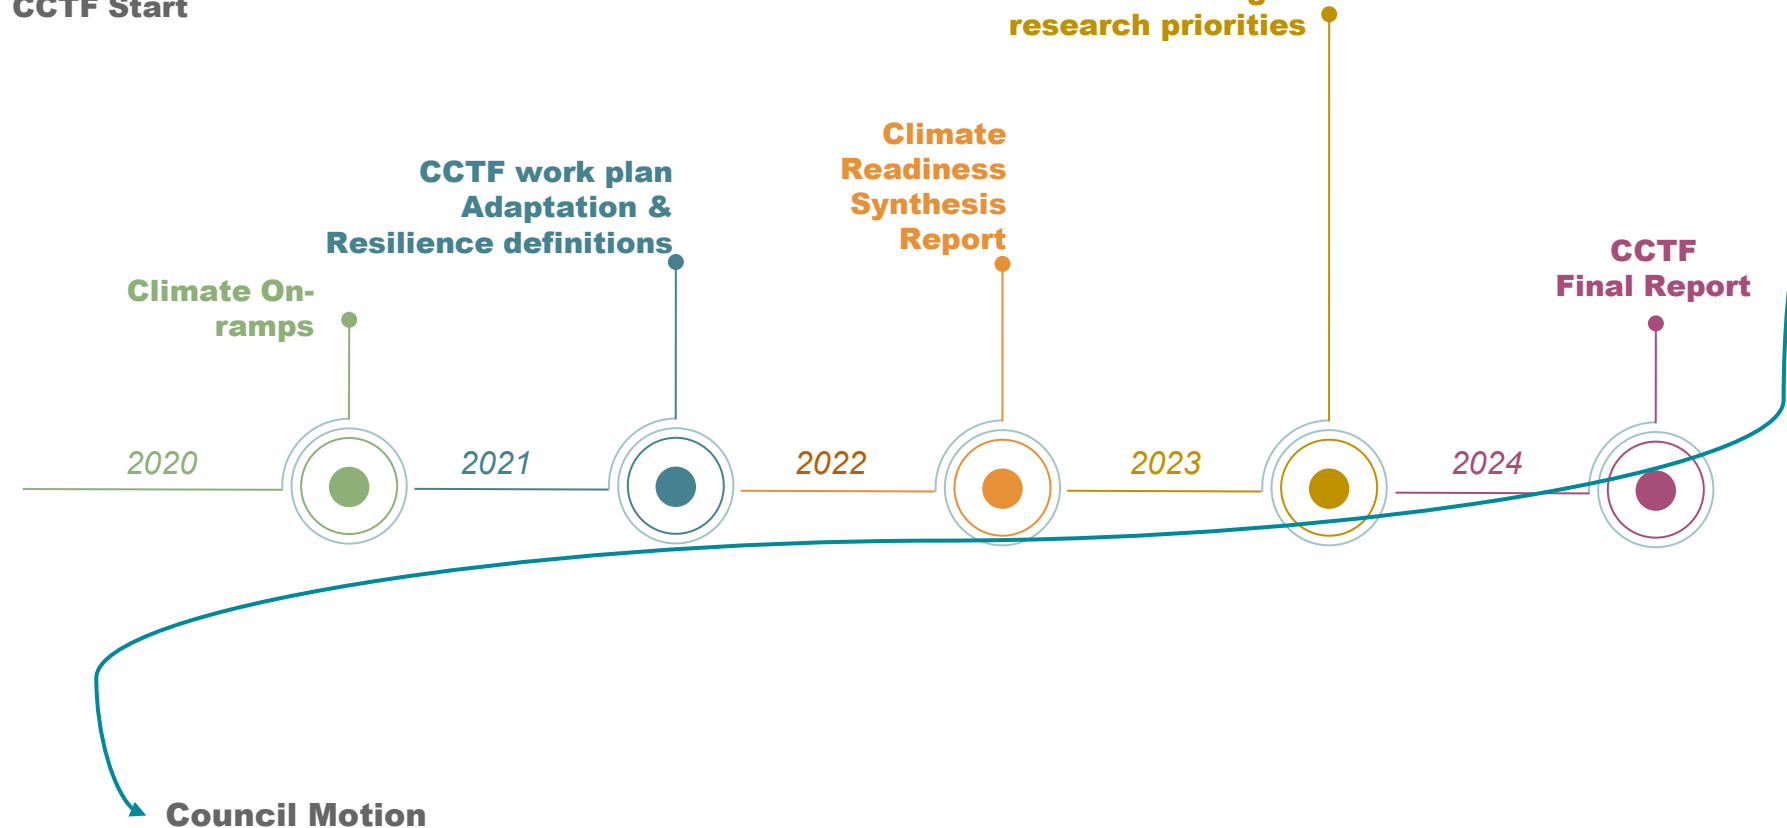 CCTF Start
research priorities
Climate
Readiness
Synthesis
Report
CCTF work plan
Adaptation &
Resilience definitions
CCTF
Final Report
Climate On-
ramps
2020
2021
2022
2023
2024
Council Motion